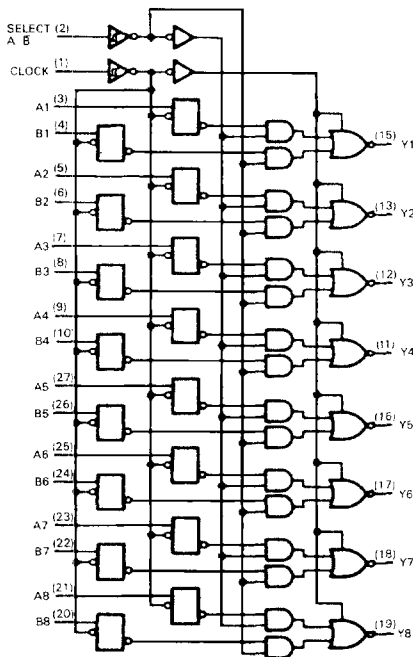 SELECT (2)
A B̄
CLOCK (1)
A1 (3)
B1 (4)
(15) Y1
A2 (5)
B2 (6)
(13) Y2
A3 (7)
B3 (8)
(12) Y3
A4 (9)
B4 (10)
(11) Y4
A5 (27)
B5 (26)
(16) Y5
A6 (25)
B6 (24)
(17) Y6
A7 (23)
B7 (22)
(18) Y7
A8 (21)
B8 (20)
(19) Y8